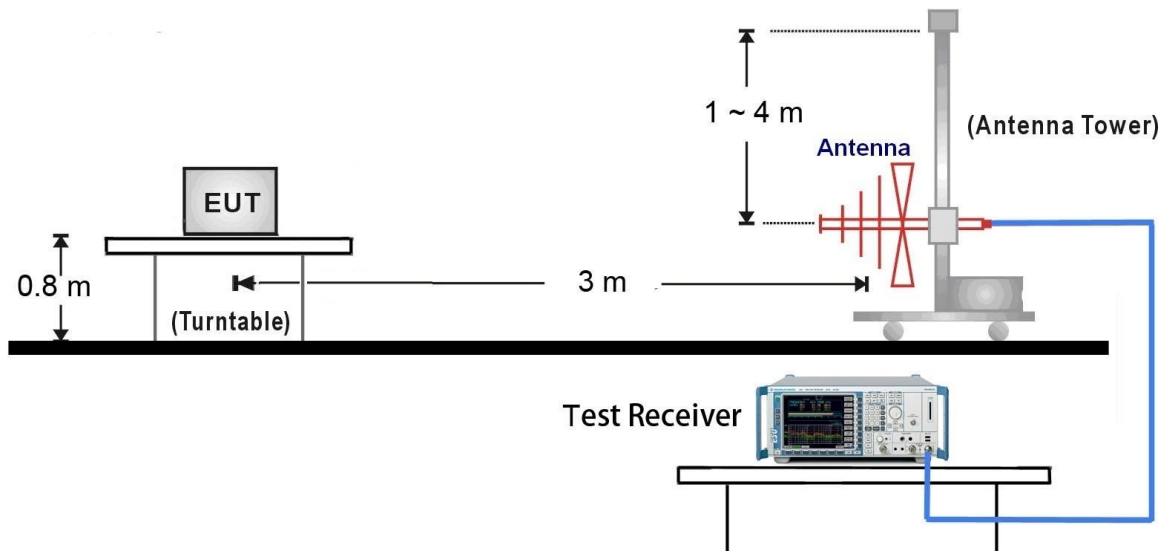 1 ~ 4 m
(Antenna Tower)
Antenna
EUT
0.8 m
3 m
(Turntable)
Test Receiver